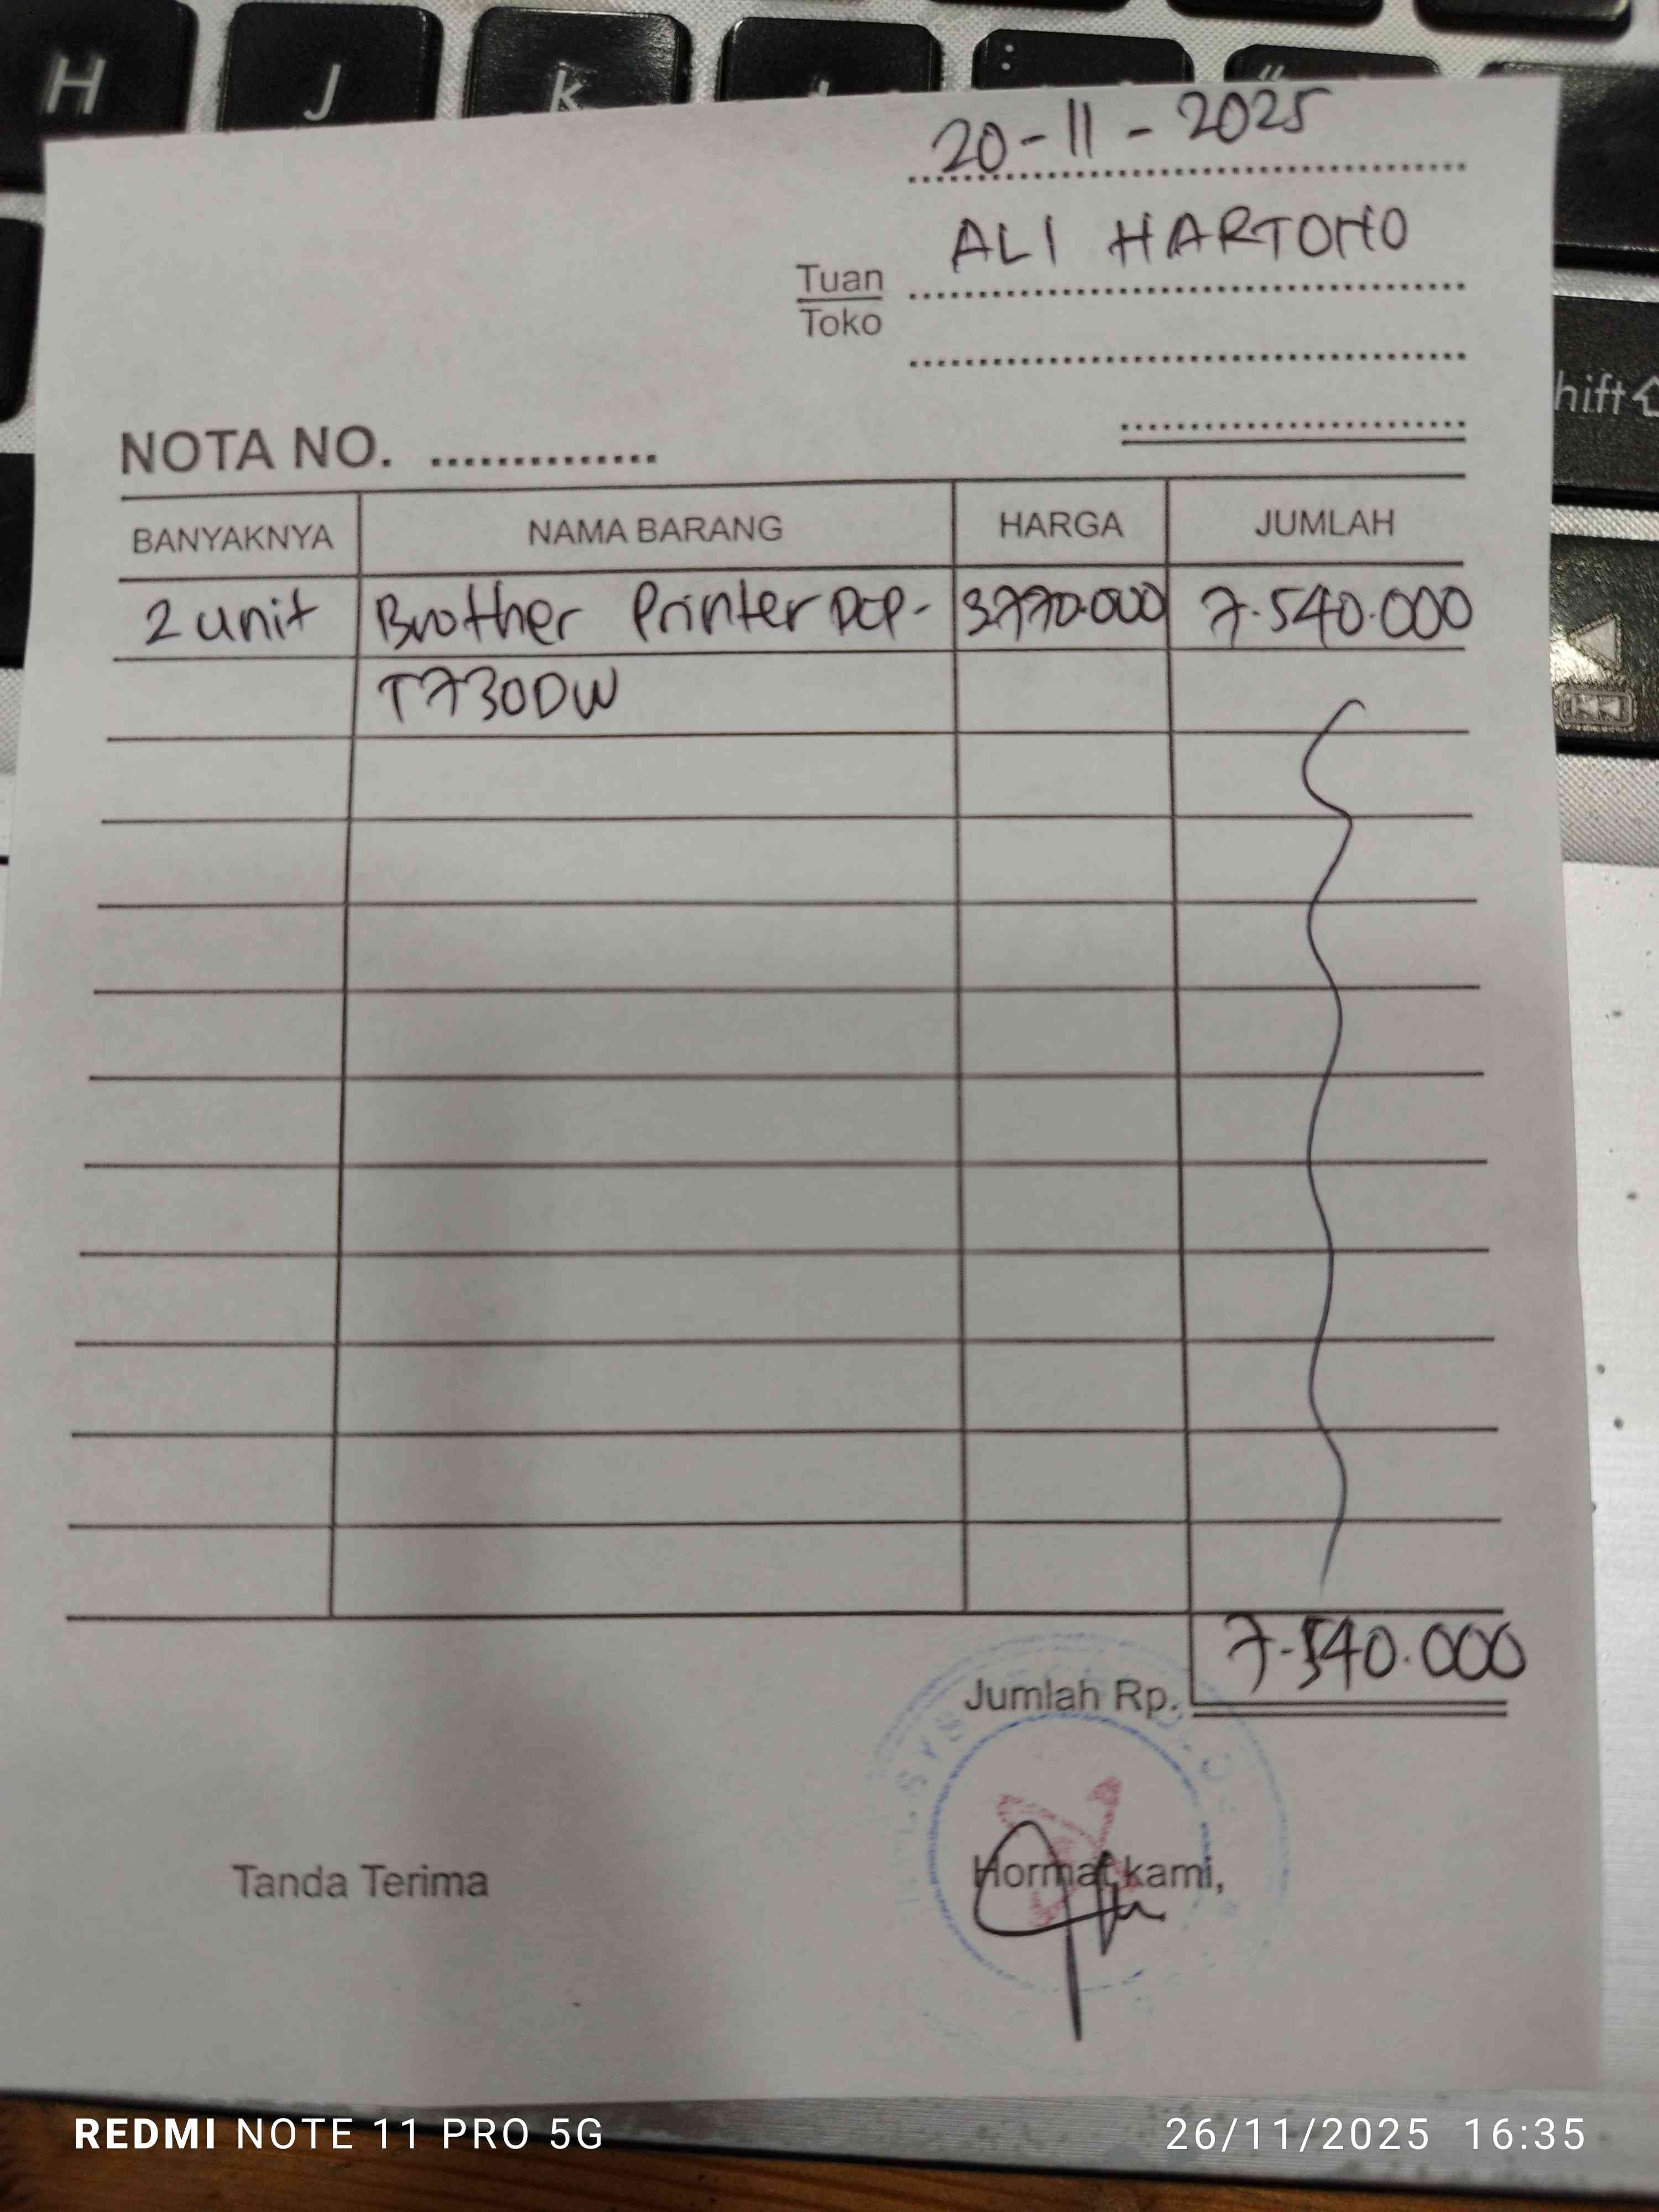 H J K L
20-11-2025
ALI HARTONO
Tuan
Toko
NOTA NO. ..............
BANYAKNYA NAMA BARANG HARGA JUMLAH
2 unit Brother Printer DCP- 3.770.000 7.540.000
T730DW
7.540.000
Jumlah Rp.
Tanda Terima Hormat kami,
hift
REDMI NOTE 11 PRO 5G 26/11/2025 16:35